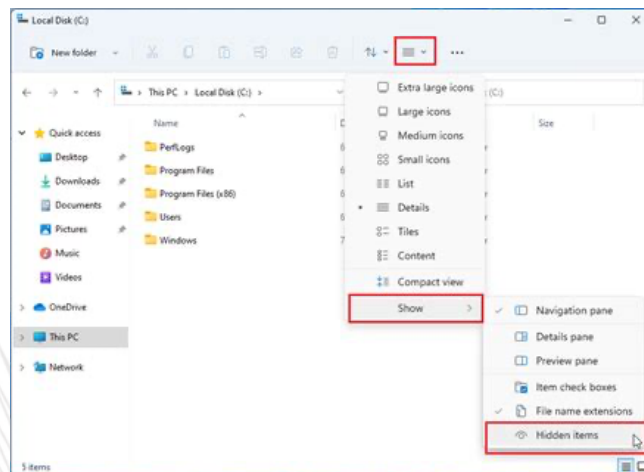 Local Disk (C:)
New folder
This PC > Local Disk (C:) >
(C:)
Name
Size
Quick access
Desktop
Downloads
Documents
Pictures
Music
Videos
OneDrive
This PC
Network
PerfLogs
Program Files
Program Files (x86)
Users
Windows
Extra large icons
Large icons
Medium icons
Small icons
List
Details
Tiles
Content
Compact view
Show
Navigation pane
Details pane
Preview pane
Item check boxes
File name extensions
Hidden items
5 items